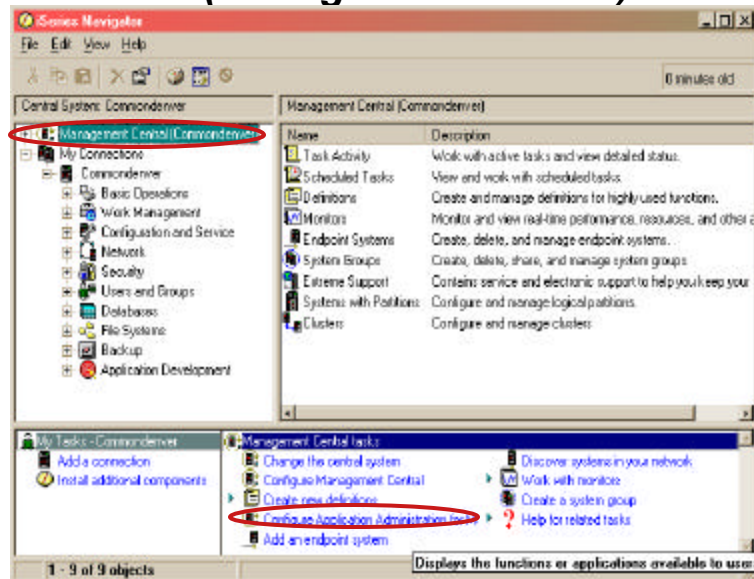 iSeries Navigator
File Edit View Help
0 minutes old
Central System: Commondenver
Management Central (Commondenver)
Management Central (Commondenver
My Connections
Commondenver
Basic Operations
Work Management
Configuration and Service
Network
Security
Users and Groups
Databases
File Systems
Backup
Application Development
Name Description
Task Activity Work with active tasks and view detailed status.
Scheduled Tasks View and work with scheduled tasks.
Definitions Create and manage definitions for highly used functions.
Monitors Monitor and view real-time performance, resources, and other a
Endpoint Systems Create, delete, and manage endpoint systems.
System Groups Create, delete, share, and manage system groups
Extreme Support Contains service and electronic support to help you keep your
Systems with Partitions Configure and manage logical partitions.
Clusters Configure and manage clusters
My Tasks - Commondenver
Add a connection
Install additional components
Management Central tasks
Change the central system
Configure Management Central
Create new definitions
Configure Application Administration tasks
Add an endpoint system
Discover systems in your network
Work with monitors
Create a system group
Help for related tasks
1 - 9 of 9 objects
Displays the functions or applications available to user